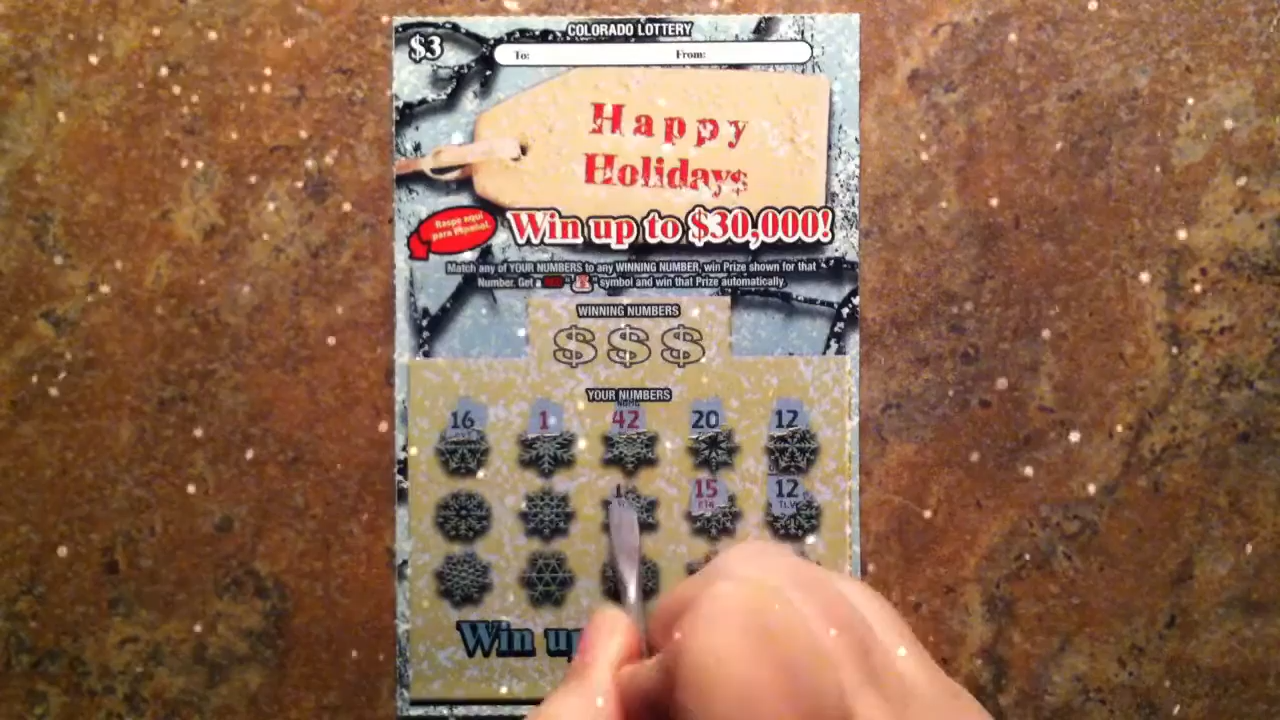 COLORADO LOTTERY
$3
To: From:
Happy
Holidays
Raspe aquí
para Español.
Win up to $30,000!
Match any of YOUR NUMBERS to any WINNING NUMBER, win Prize shown for that
Number. Get a " " symbol and win that Prize automatically.
WINNING NUMBERS
$ $ $
YOUR NUMBERS
16 1 42 20 12
15 12
TLV
Win up